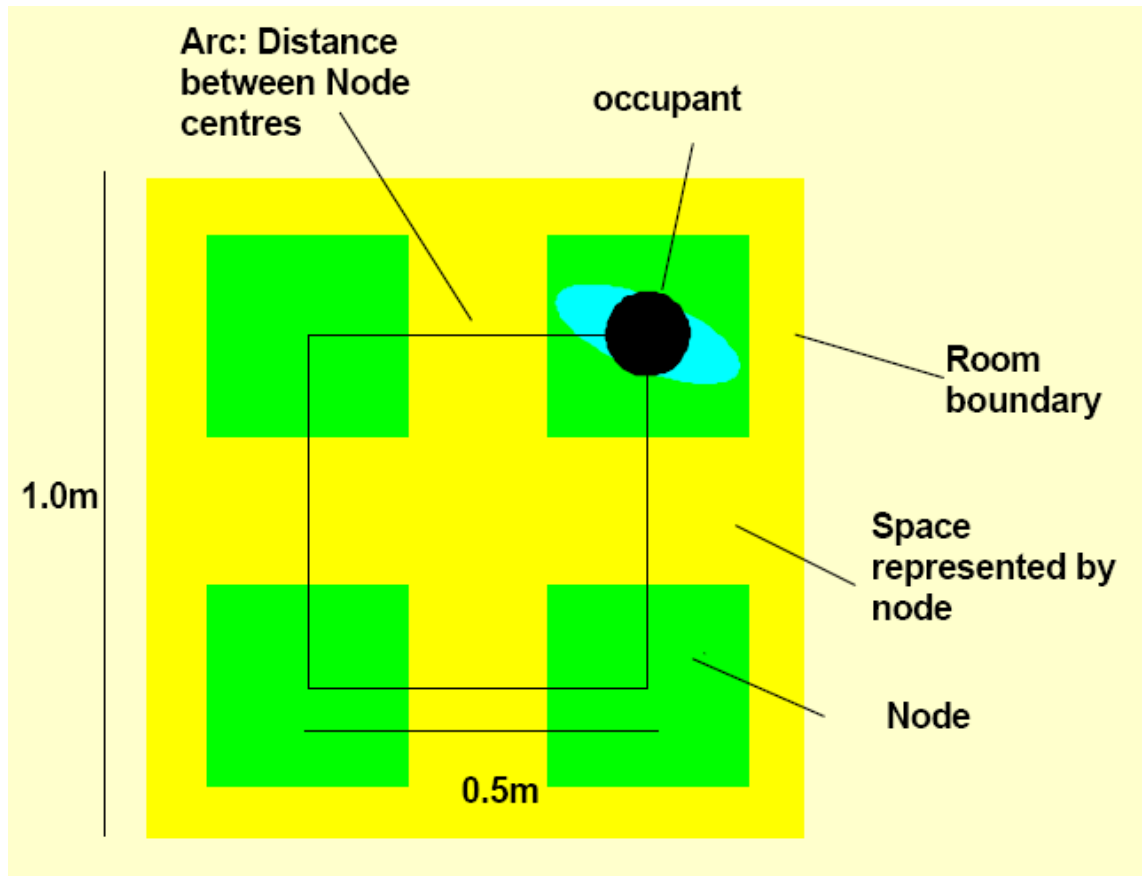 Arc: Distance
between Node
centres
occupant
Room
boundary
1.0m
Space
represented by
node
Node
0.5m